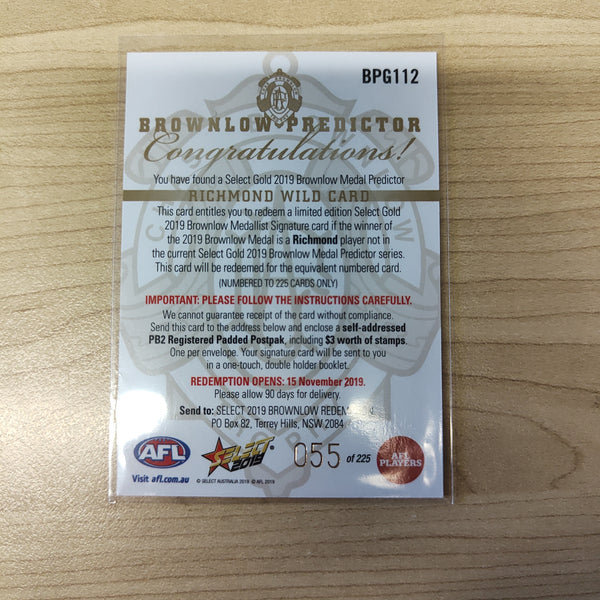 BPG112
BROWNLOW PREDICTOR
Congratulations!
You have found a Select Gold 2019 Brownlow Medal Predictor
RICHMOND WILD CARD
This card entitles you to redeem a limited edition Select Gold
2019 Brownlow Medallist Signature card if the winner of
the 2019 Brownlow Medal is a Richmond player not in
the current Select Gold 2019 Brownlow Medal Predictor series.
This card will be redeemed for the equivalent numbered card.
(NUMBERED TO 225 CARDS ONLY)
IMPORTANT: PLEASE FOLLOW THE INSTRUCTIONS CAREFULLY.
We cannot guarantee receipt of the card without compliance.
Send this card to the address below and enclose a self-addressed
PB2 Registered Padded Postpak, including $3 worth of stamps.
One per envelope. Your signature card will be sent to you
in a one-touch, double holder booklet.
REDEMPTION OPENS: 15 November 2019.
Please allow 90 days for delivery.
Send to: SELECT 2019 BROWNLOW REDEMPTION
PO Box 82, Terrey Hills, NSW 2084
AFL
SELECT
2019
055 of 225
AFL
PLAYERS
Visit afl.com.au
© SELECT AUSTRALIA 2019 © AFL 2019